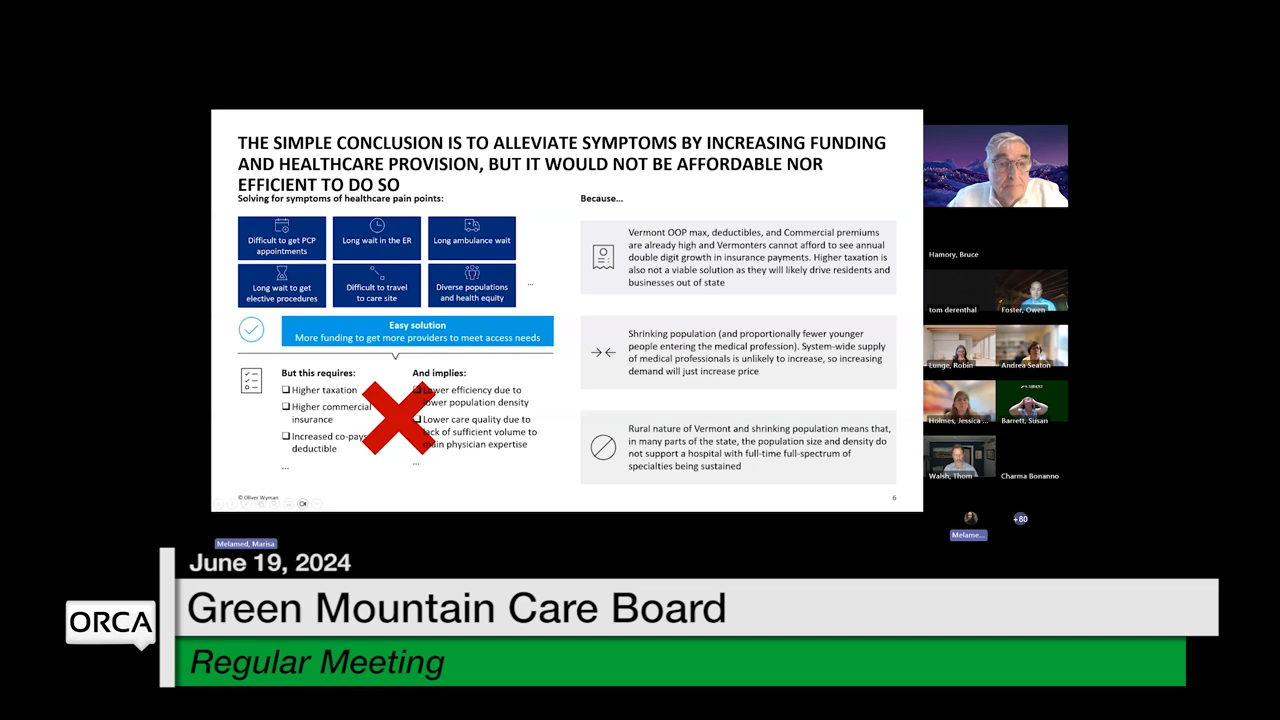 THE SIMPLE CONCLUSION IS TO ALLEVIATE SYMPTOMS BY INCREASING FUNDING
AND HEALTHCARE PROVISION, BUT IT WOULD NOT BE AFFORDABLE NOR
EFFICIENT TO DO SO
Solving for symptoms of healthcare pain points:
Difficult to get PCP
appointments
Long wait in the ER
Long ambulance wait
Long wait to get
elective procedures
Difficult to travel
to care site
Diverse populations
and health equity
...
Easy solution
More funding to get more providers to meet access needs
But this requires:
Higher taxation
Higher commercial
insurance
Increased co-pays
deductible
...
And implies:
Lower efficiency due to
lower population density
Lower care quality due to
lack of sufficient volume to
physician expertise
...
Because...
Vermont OOP max, deductibles, and Commercial premiums
are already high and Vermonters cannot afford to see annual
double digit growth in insurance payments. Higher taxation is
also not a viable solution as they will likely drive residents and
businesses out of state
Shrinking population (and proportionally fewer younger
people entering the medical profession). System-wide supply
of medical professionals is unlikely to increase, so increasing
demand will just increase price
Rural nature of Vermont and shrinking population means that,
in many parts of the state, the population size and density do
not support a hospital with full-time full-spectrum of
specialties being sustained
© Oliver Wyman
6
Hamory, Bruce
tom derenthal
Foster, Owen
Lunge, Robin
Andrea Seaton
Holmes, Jessica ...
Barrett, Susan
Walsh, Thom
Charma Bonanno
+80
Melame...
Melamed, Marisa
June 19, 2024
ORCA
Green Mountain Care Board
Regular Meeting